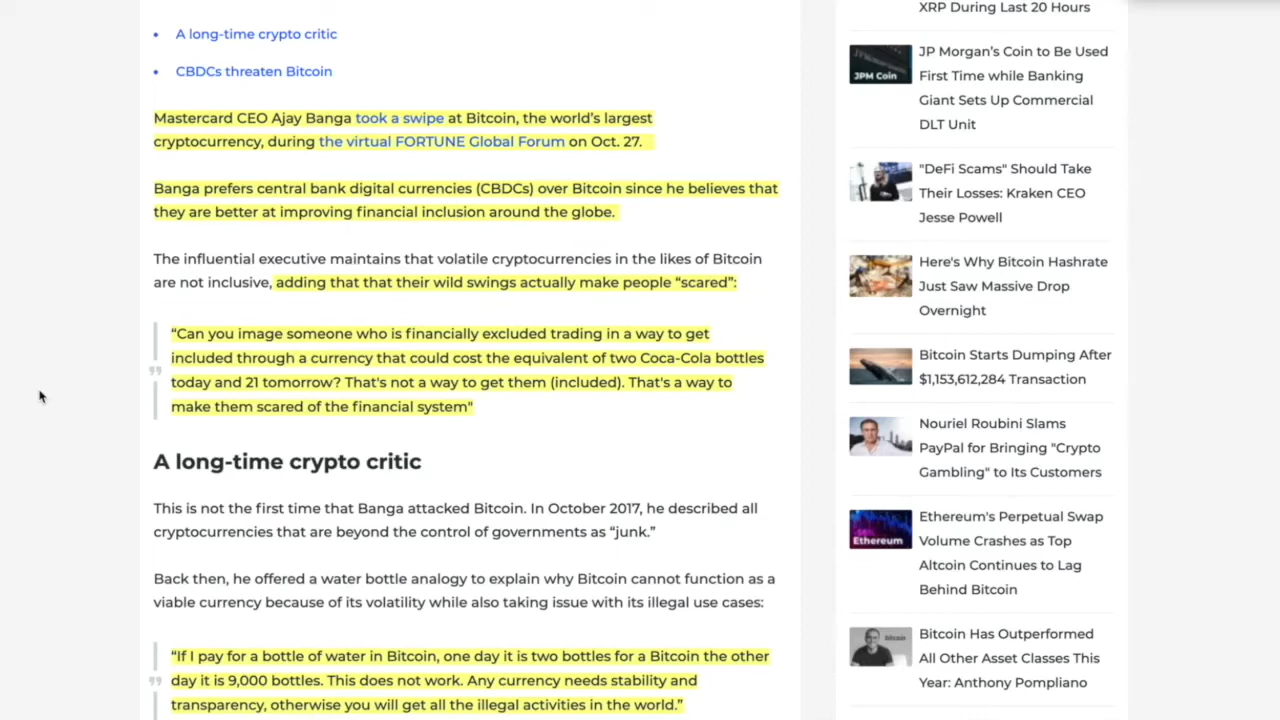 A long-time crypto critic
CBDCs threaten Bitcoin
Mastercard CEO Ajay Banga took a swipe at Bitcoin, the world's largest
cryptocurrency, during the virtual FORTUNE Global Forum on Oct. 27.
Banga prefers central bank digital currencies (CBDCs) over Bitcoin since he believes that
they are better at improving financial inclusion around the globe.
The influential executive maintains that volatile cryptocurrencies in the likes of Bitcoin
are not inclusive, adding that that their wild swings actually make people “scared”:
“Can you image someone who is financially excluded trading in a way to get
included through a currency that could cost the equivalent of two Coca-Cola bottles
today and 21 tomorrow? That's not a way to get them (included). That's a way to
make them scared of the financial system"
A long-time crypto critic
This is not the first time that Banga attacked Bitcoin. In October 2017, he described all
cryptocurrencies that are beyond the control of governments as “junk.”
Back then, he offered a water bottle analogy to explain why Bitcoin cannot function as a
viable currency because of its volatility while also taking issue with its illegal use cases:
“If I pay for a bottle of water in Bitcoin, one day it is two bottles for a Bitcoin the other
day it is 9,000 bottles. This does not work. Any currency needs stability and
transparency, otherwise you will get all the illegal activities in the world.”
XRP During Last 20 Hours
JPM Coin
JP Morgan’s Coin to Be Used
First Time while Banking
Giant Sets Up Commercial
DLT Unit
"DeFi Scams" Should Take
Their Losses: Kraken CEO
Jesse Powell
Here's Why Bitcoin Hashrate
Just Saw Massive Drop
Overnight
Bitcoin Starts Dumping After
$1,153,612,284 Transaction
Nouriel Roubini Slams
PayPal for Bringing "Crypto
Gambling" to Its Customers
Ethereum
Ethereum's Perpetual Swap
Volume Crashes as Top
Altcoin Continues to Lag
Behind Bitcoin
bitcoin
Bitcoin Has Outperformed
All Other Asset Classes This
Year: Anthony Pompliano